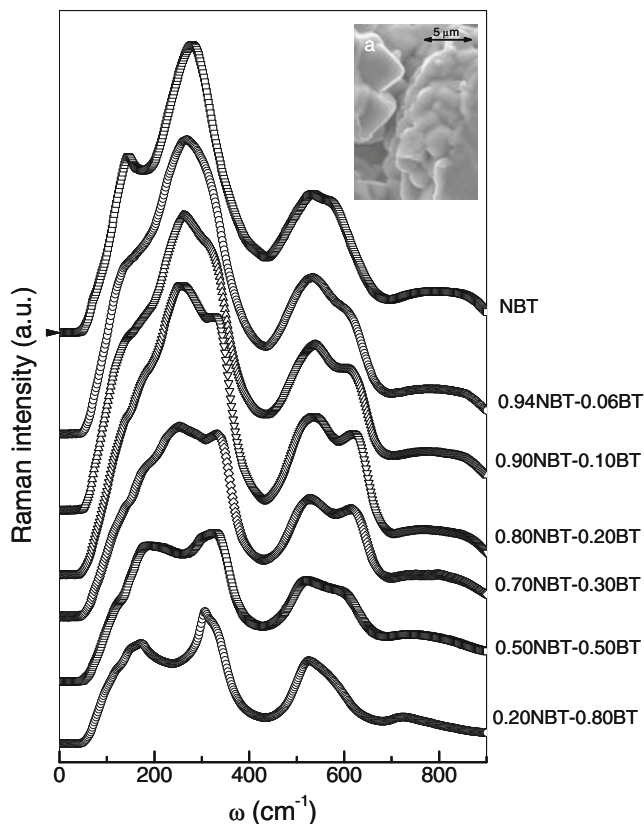 a
5 μm
Raman intensity (a.u.)
NBT
0.94NBT-0.06BT
0.90NBT-0.10BT
0.80NBT-0.20BT
0.70NBT-0.30BT
0.50NBT-0.50BT
0.20NBT-0.80BT
0 200 400 600 800
ω (cm⁻¹)